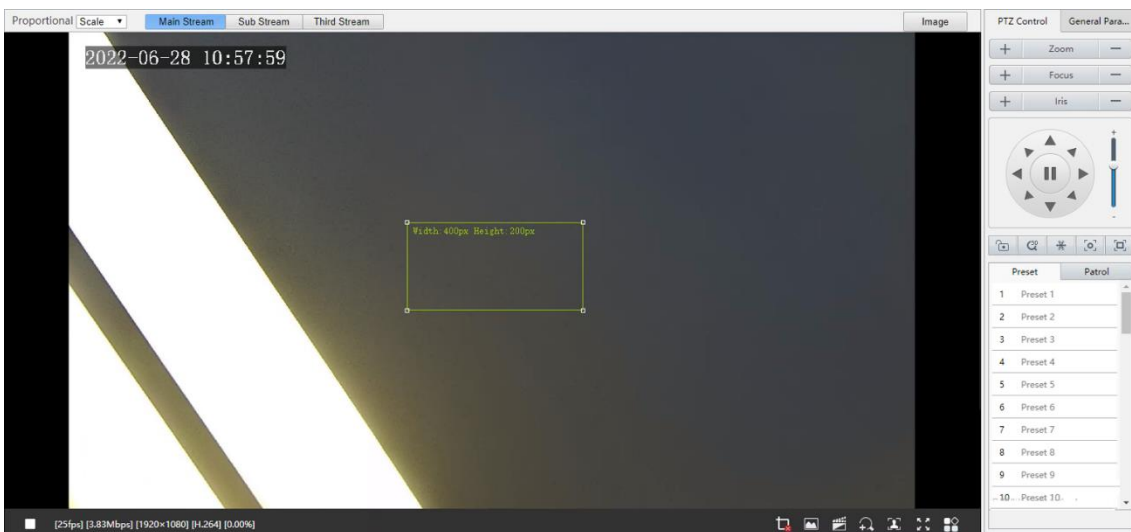 Proportional Scale Main Stream Sub Stream Third Stream Image
PTZ Control General Para...
2022-06-28 10:57:59
Zoom
Focus
Iris
Width:400px Height:200px
Preset Patrol
1 Preset 1
2 Preset 2
3 Preset 3
4 Preset 4
5 Preset 5
6 Preset 6
7 Preset 7
8 Preset 8
9 Preset 9
10 Preset 10
[25fps] [3.83Mbps] [1920×1080] [H.264] [0.00%]